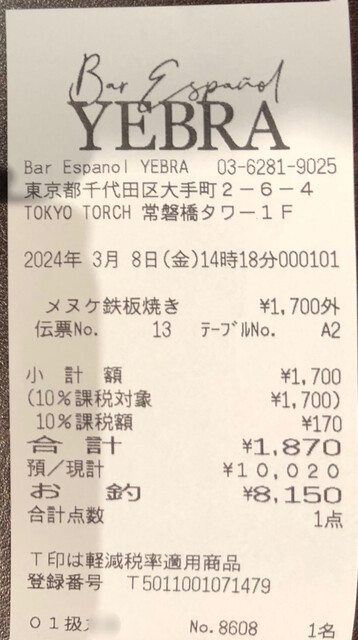 Bar Español
YEBRA
Bar Espanol YEBRA 03-6281-9025
東京都千代田区大手町2-6-4
TOKYO TORCH 常磐橋タワー1F
2024年 3月 8日(金)14時18分000101
メヌケ鉄板焼き ¥1,700外
伝票No. 13 テーブルNo. A2
小計額 ¥1,700
(10%課税対象 ¥1,700)
10%課税額 ¥170
合計 ¥1,870
預/現計 ¥10,020
お釣 ¥8,150
合計点数 1点
T印は軽減税率適用商品
登録番号 T5011001071479
01扱 No.8608 1名